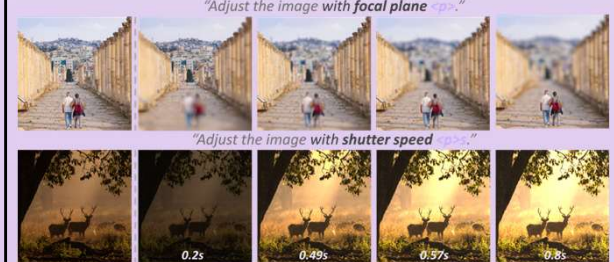 "Adjust the image with focal plane <p>."
"Adjust the image with shutter speed <p>s."
0.2s
0.49s
0.57s
0.8s